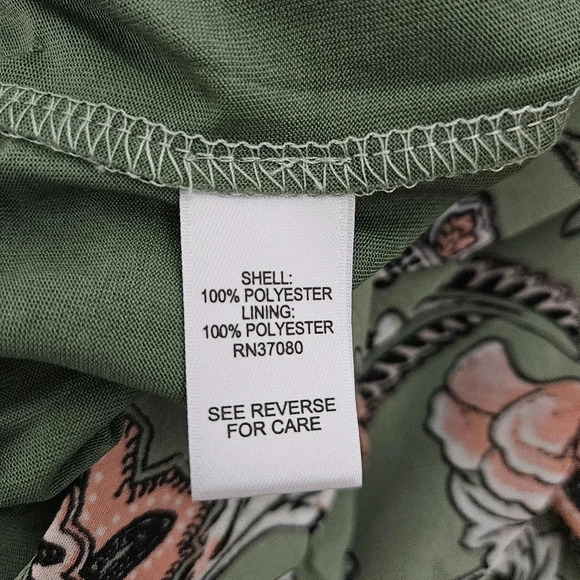 SHELL:
100% POLYESTER
LINING:
100% POLYESTER
RN37080
SEE REVERSE
FOR CARE